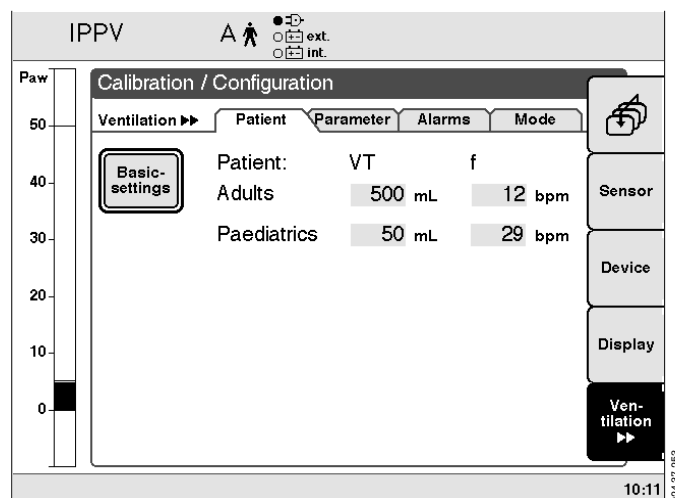 IPPV A ext.
int.
Paw
Calibration / Configuration
Ventilation ▶▶ Patient Parameter Alarms Mode
50
Basic-
settings
Patient: VT f
Adults 500 mL 12 bpm
Paediatrics 50 mL 29 bpm
40
30
20
10
0
Sensor
Device
Display
Ven-
tilation
▶▶
10:11